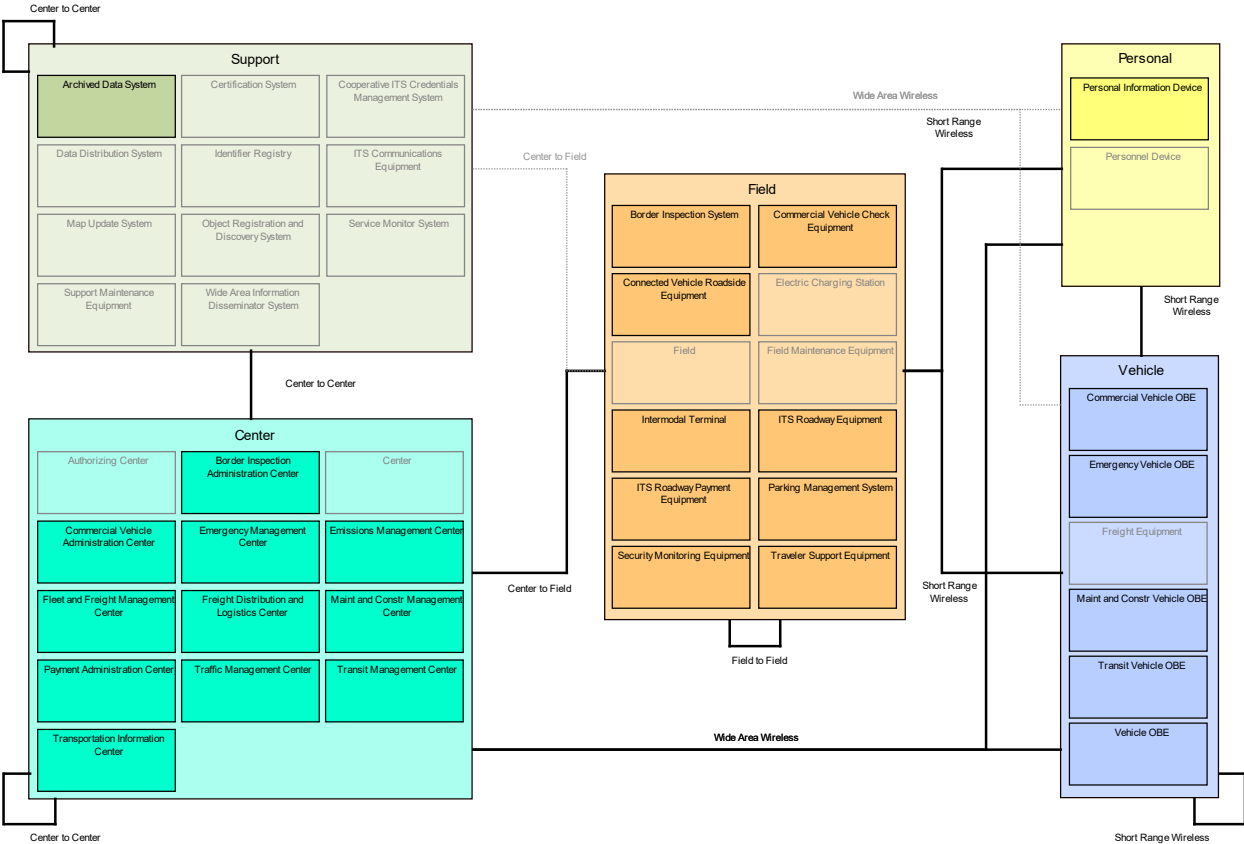 Center to Center
Support
Archived Data System
Certification System
Cooperative ITS Credentials
Management System
Data Distribution System
Identifier Registry
ITS Communications
Equipment
Map Update System
Object Registration and
Discovery System
Service Monitor System
Support Maintenance
Equipment
Wide Area Information
Disseminator System
Center to Center
Center
Authorizing Center
Border Inspection
Administration Center
Center
Commercial Vehicle
Administration Center
Emergency Management
Center
Emissions Management Center
Fleet and Freight Management
Center
Freight Distribution and
Logistics Center
Maint and Constr Management
Center
Payment Administration Center
Traffic Management Center
Transit Management Center
Transportation Information
Center
Center to Center
Center to Field
Center to Field
Field
Border Inspection System
Commercial Vehicle Check
Equipment
Connected Vehicle Roadside
Equipment
Electric Charging Station
Field
Field Maintenance Equipment
Intermodal Terminal
ITS Roadway Equipment
ITS Roadway Payment
Equipment
Parking Management System
Security Monitoring Equipment
Traveler Support Equipment
Field to Field
Wide Area Wireless
Short Range
Wireless
Short Range
Wireless
Wide Area Wireless
Personal
Personal Information Device
Personnel Device
Short Range
Wireless
Vehicle
Commercial Vehicle OBE
Emergency Vehicle OBE
Freight Equipment
Maint and Constr Vehicle OBE
Transit Vehicle OBE
Vehicle OBE
Short Range Wireless